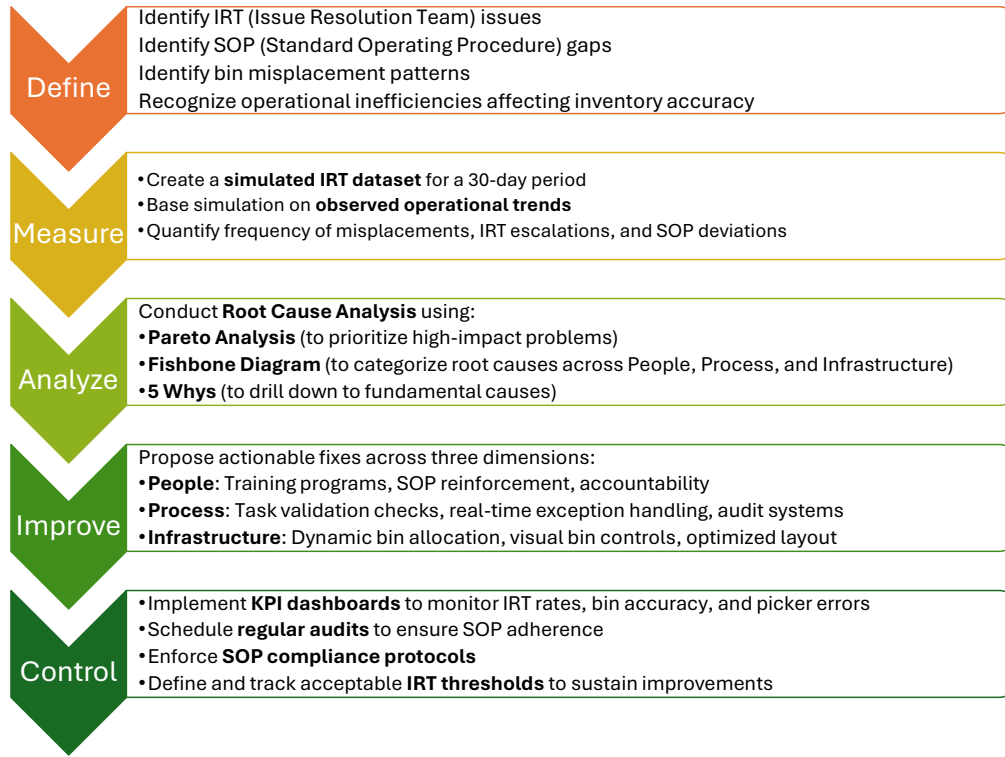 Define
Identify IRT (Issue Resolution Team) issues
Identify SOP (Standard Operating Procedure) gaps
Identify bin misplacement patterns
Recognize operational inefficiencies affecting inventory accuracy
Measure
•Create a simulated IRT dataset for a 30-day period
•Base simulation on observed operational trends
•Quantify frequency of misplacements, IRT escalations, and SOP deviations
Analyze
Conduct Root Cause Analysis using:
•Pareto Analysis (to prioritize high-impact problems)
•Fishbone Diagram (to categorize root causes across People, Process, and Infrastructure)
•5 Whys (to drill down to fundamental causes)
Improve
Propose actionable fixes across three dimensions:
•People: Training programs, SOP reinforcement, accountability
•Process: Task validation checks, real-time exception handling, audit systems
•Infrastructure: Dynamic bin allocation, visual bin controls, optimized layout
Control
•Implement KPI dashboards to monitor IRT rates, bin accuracy, and picker errors
•Schedule regular audits to ensure SOP adherence
•Enforce SOP compliance protocols
•Define and track acceptable IRT thresholds to sustain improvements